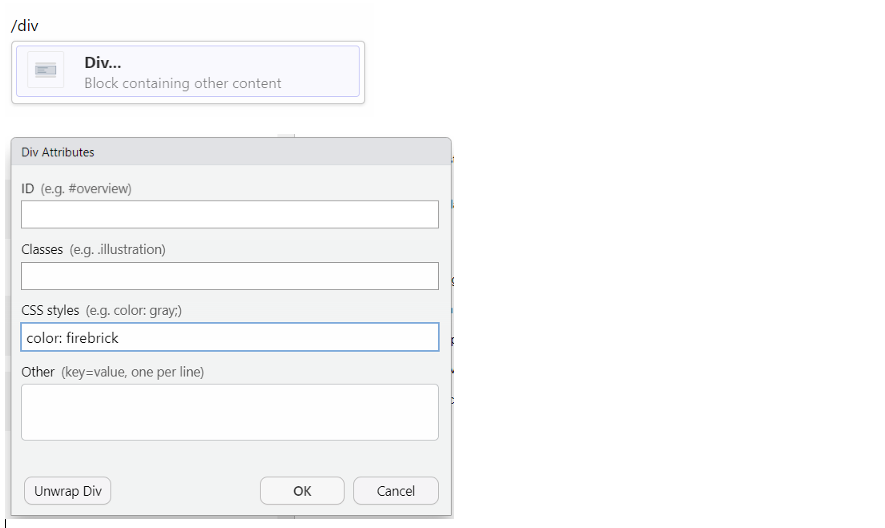 /div
Div...
Block containing other content
Div Attributes
ID (e.g. #overview)
Classes (e.g. .illustration)
CSS styles (e.g. color: gray;)
color: firebrick
Other (key=value, one per line)
Unwrap Div OK Cancel